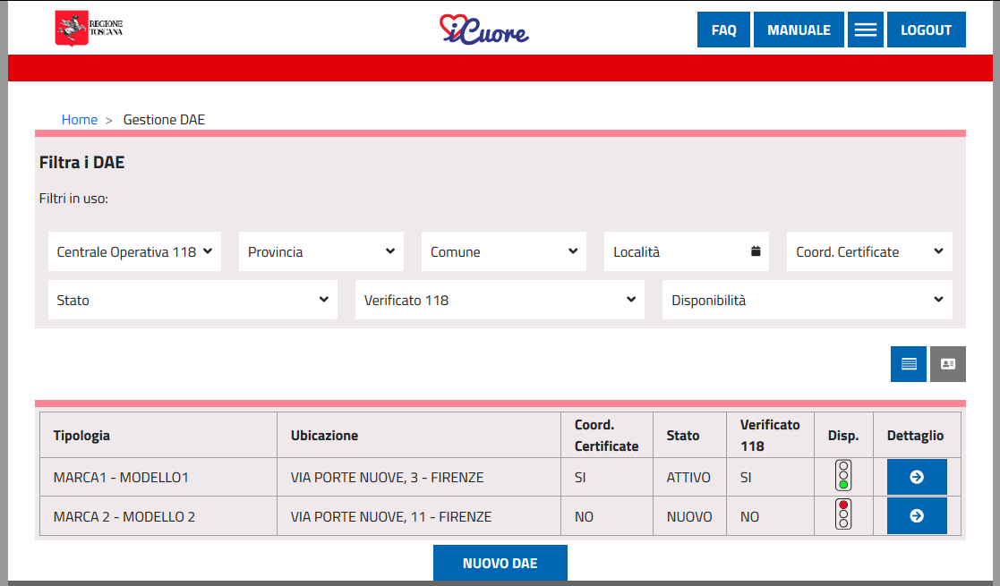 REGIONE
TOSCANA
iCuore
FAQ MANUALE LOGOUT
Home > Gestione DAE
Filtra i DAE
Filtri in uso:
Centrale Operativa 118 Provincia Comune Località Coord. Certificate
Stato Verificato 118 Disponibilità
Tipologia Ubicazione Coord. Certificate Stato Verificato 118 Disp. Dettaglio
MARCA1 - MODELLO1 VIA PORTE NUOVE, 3 - FIRENZE SI ATTIVO SI
MARCA 2 - MODELLO 2 VIA PORTE NUOVE, 11 - FIRENZE NO NUOVO NO
NUOVO DAE